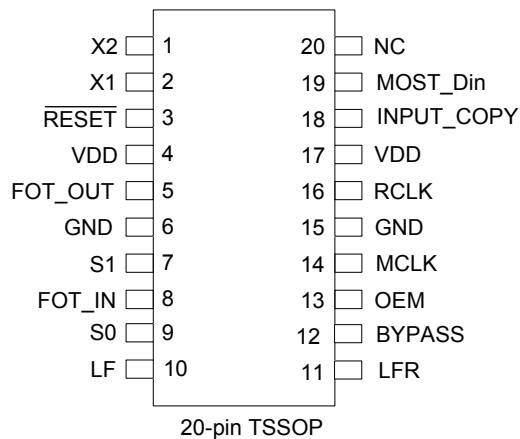 X2 1 20 NC
X1 2 19 MOST_Din
RESET 3 18 INPUT_COPY
VDD 4 17 VDD
FOT_OUT 5 16 RCLK
GND 6 15 GND
S1 7 14 MCLK
FOT_IN 8 13 OEM
S0 9 12 BYPASS
LF 10 11 LFR
20-pin TSSOP